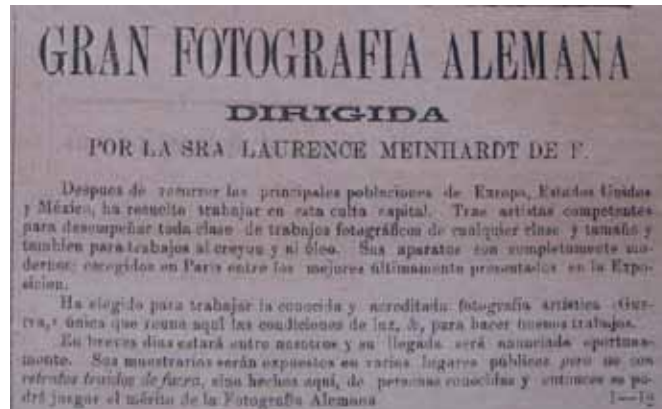 GRAN FOTOGRAFIA ALEMANA
DIRIGIDA
POR LA SRA. LAURENCE MEINHARDT DE F.
Despues de recorrer las principales poblaciones de Europa, Estados Unidos
y México, ha resuelto trabajar en esta culta capital. Trae artistas competentes
para desempeñar toda clase de trabajos fotográficos de cualquier clase y tamaño y
tambien para trabajos al creyon y al óleo. Sus aparatos son completamente mo-
dernos; escogidos en Paris entre los mejores últimamente presentados en la Expo-
sicion.
Ha elegido para trabajar la conocida y acreditada fotografía artística
única que reune aquí las condiciones de luz, &, para hacer buenos trabajos.
En breves dias estará entre nosotros y su llegada será anunciada oportuna-
mente. Sus muestrarios serán expuestos en varios lugares públicos pero no con
retratos traidos de fuera, sino hechos aquí, de personas conocidas y entonces se po-
drá juzgar el mérito de la Fotografía Alemana